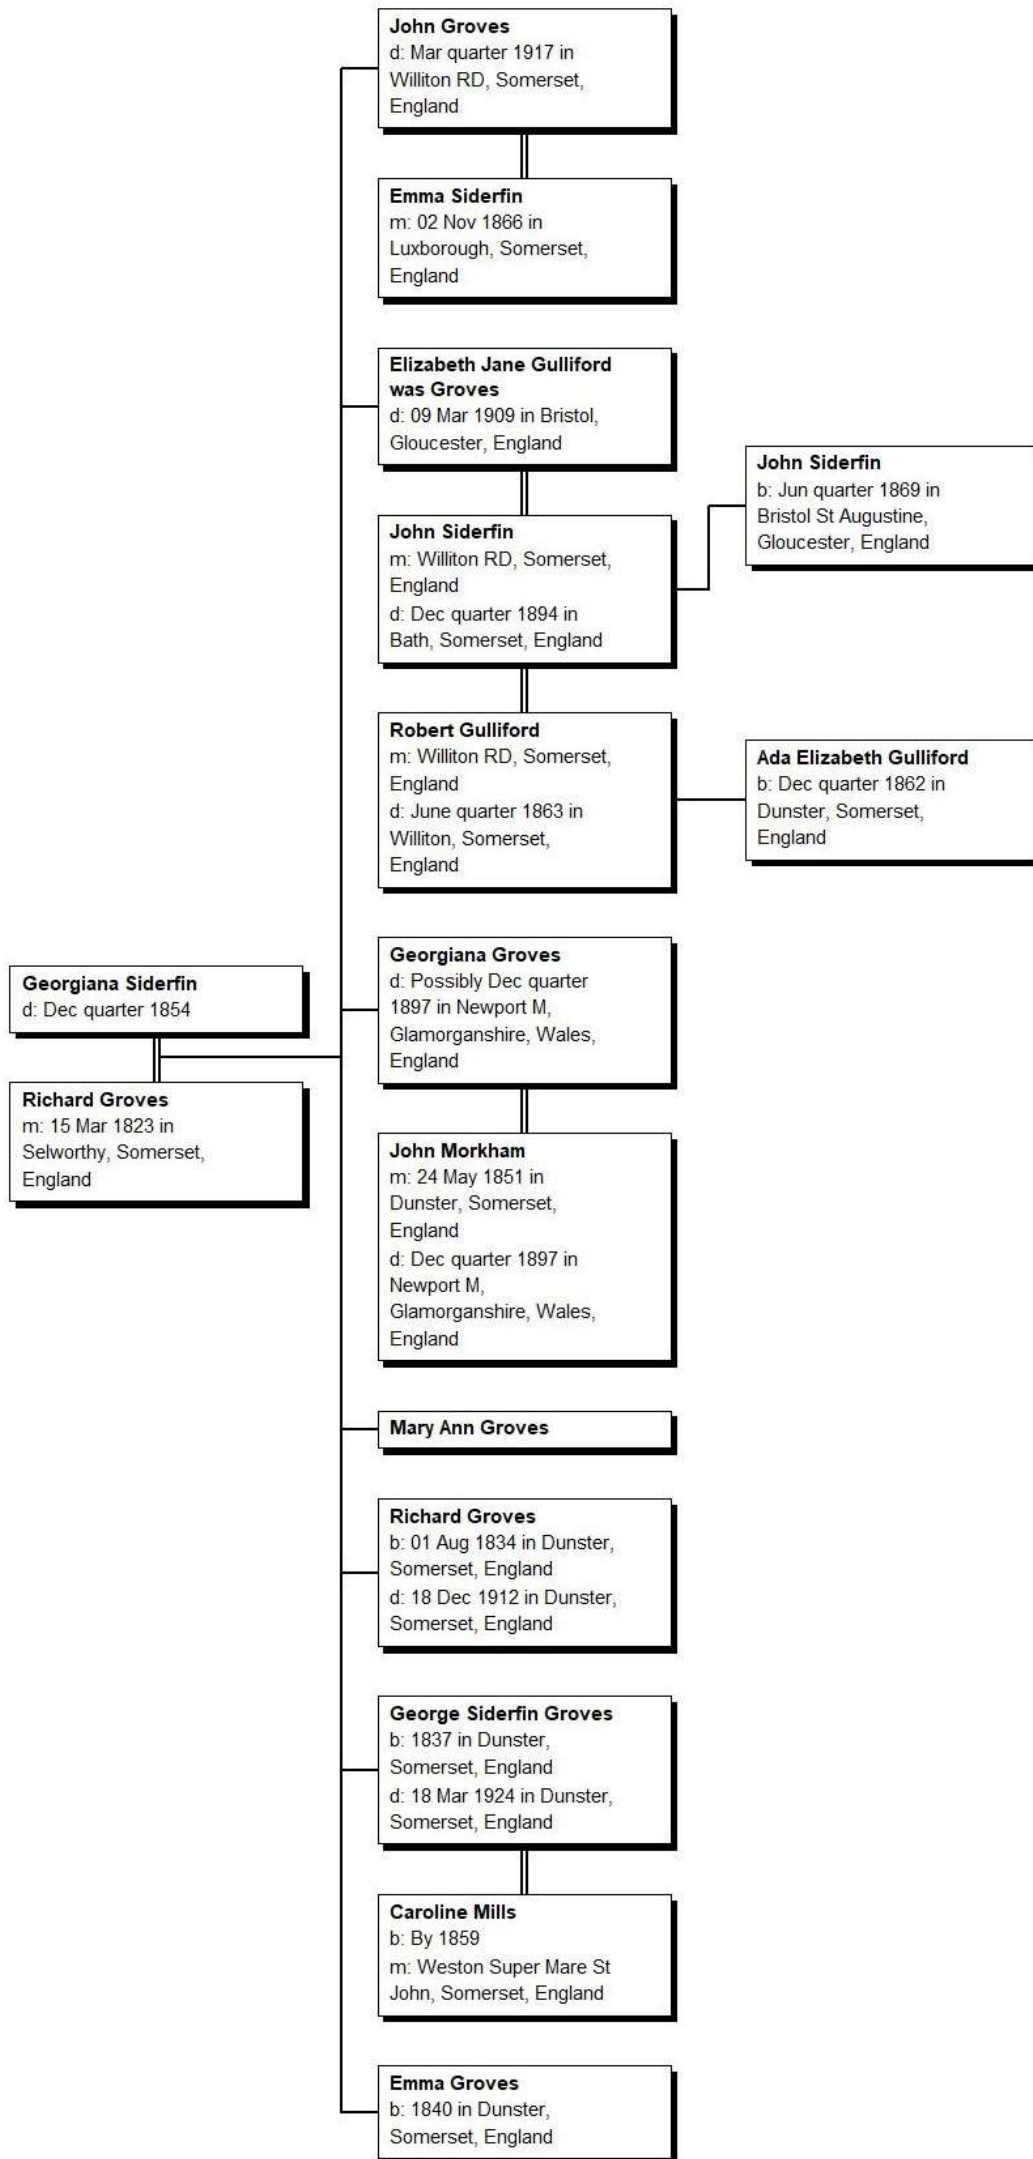 John Groves
d: Mar quarter 1917 in
Williton RD, Somerset,
England
Emma Siderfin
m: 02 Nov 1866 in
Luxborough, Somerset,
England
Elizabeth Jane Gulliford
was Groves
d: 09 Mar 1909 in Bristol,
Gloucester, England
John Siderfin
m: Williton RD, Somerset,
England
d: Dec quarter 1894 in
Bath, Somerset, England
John Siderfin
b: Jun quarter 1869 in
Bristol St Augustine,
Gloucester, England
Robert Gulliford
m: Williton RD, Somerset,
England
d: June quarter 1863 in
Williton, Somerset,
England
Ada Elizabeth Gulliford
b: Dec quarter 1862 in
Dunster, Somerset,
England
Georgiana Siderfin
d: Dec quarter 1854
Richard Groves
m: 15 Mar 1823 in
Selworthy, Somerset,
England
Georgiana Groves
d: Possibly Dec quarter
1897 in Newport M,
Glamorganshire, Wales,
England
John Morkham
m: 24 May 1851 in
Dunster, Somerset,
England
d: Dec quarter 1897 in
Newport M,
Glamorganshire, Wales,
England
Mary Ann Groves
Richard Groves
b: 01 Aug 1834 in Dunster,
Somerset, England
d: 18 Dec 1912 in Dunster,
Somerset, England
George Siderfin Groves
b: 1837 in Dunster,
Somerset, England
d: 18 Mar 1924 in Dunster,
Somerset, England
Caroline Mills
b: By 1859
m: Weston Super Mare St
John, Somerset, England
Emma Groves
b: 1840 in Dunster,
Somerset, England